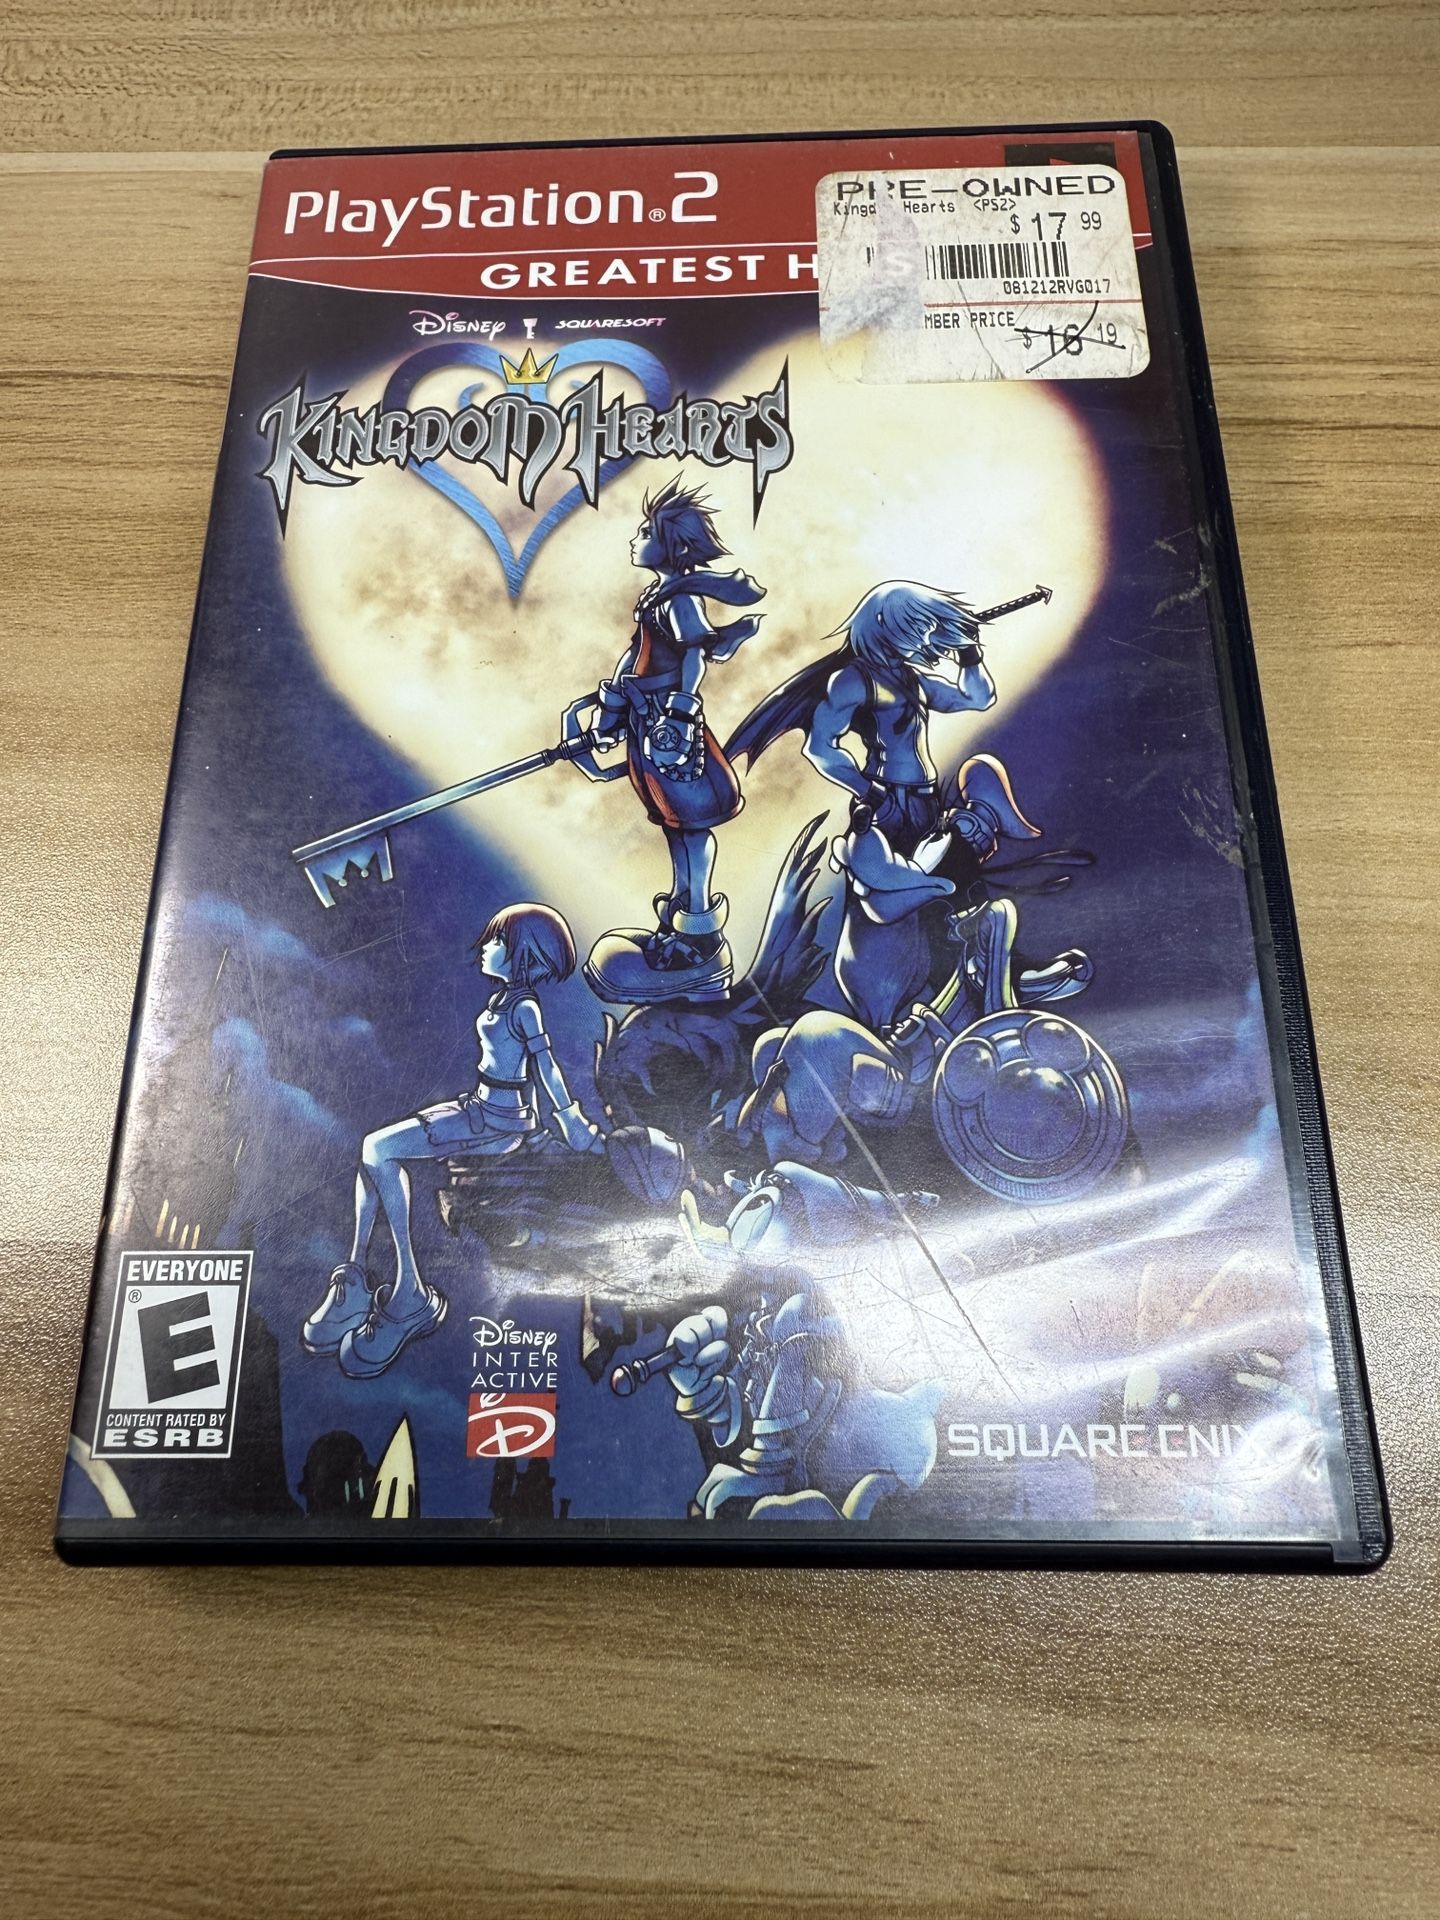 PlayStation®2
GREATEST H
PRE-OWNED
Hearts <PS2>
$17 99
081212RVG017
MBER PRICE
$16 19
Disney SQUARESOFT
KINGDOM HEARTS
EVERYONE
E®
CONTENT RATED BY
ESRB
Disney
INTER
ACTIVE
D
SQUARE ENIX